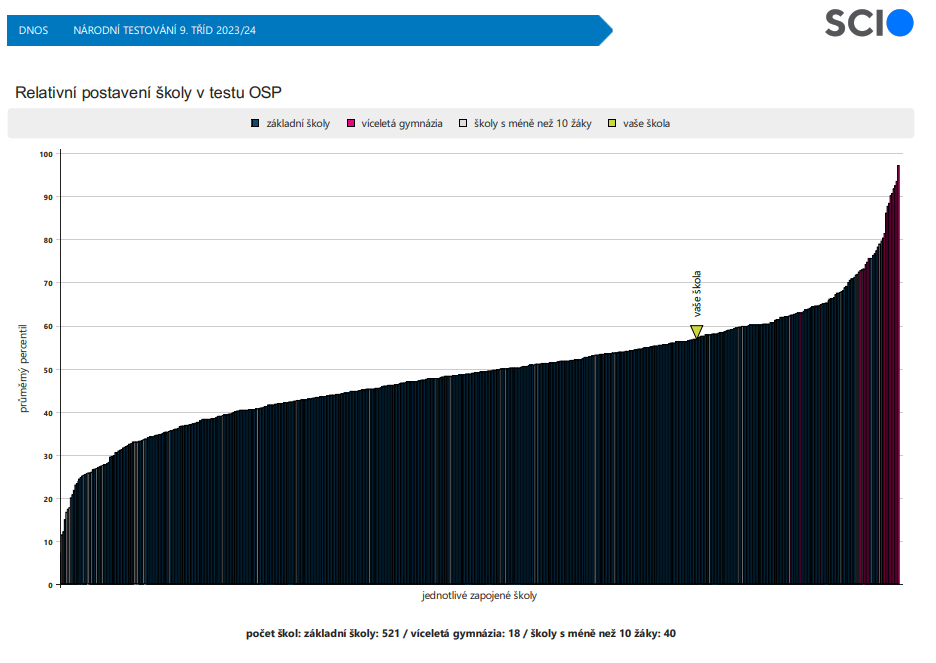 DNOS NÁRODNÍ TESTOVÁNÍ 9. TŘÍD 2023/24
SCIO
Relativní postavení školy v testu OSP
základní školy víceletá gymnázia školy s méně než 10 žáky vaše škola
100
90
80
70
60
50
40
30
20
10
0
průměrný percentil
vaše škola
jednotlivé zapojené školy
počet škol: základní školy: 521 / víceletá gymnázia: 18 / školy s méně než 10 žáky: 40